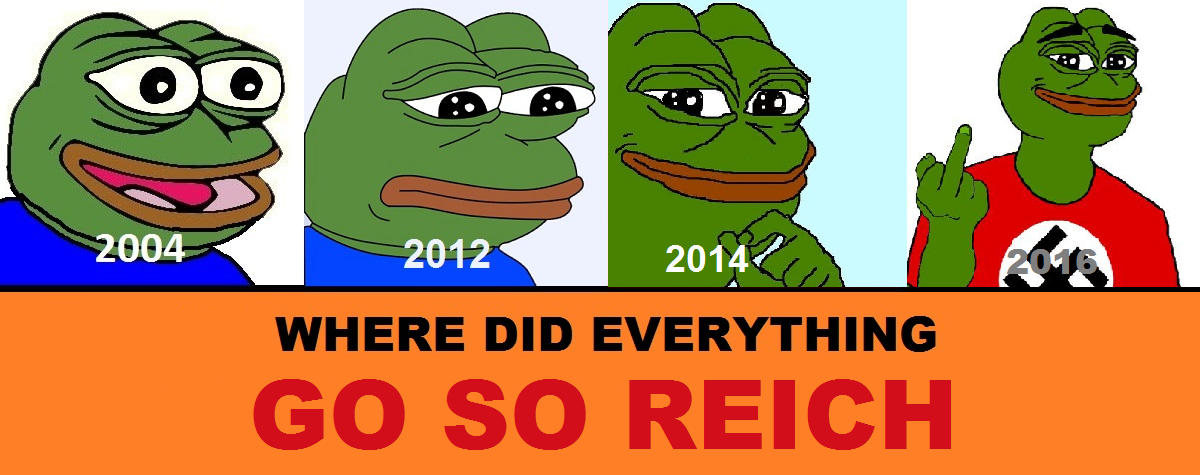 2004
2012
2014
2016
WHERE DID EVERYTHING
GO SO REICH